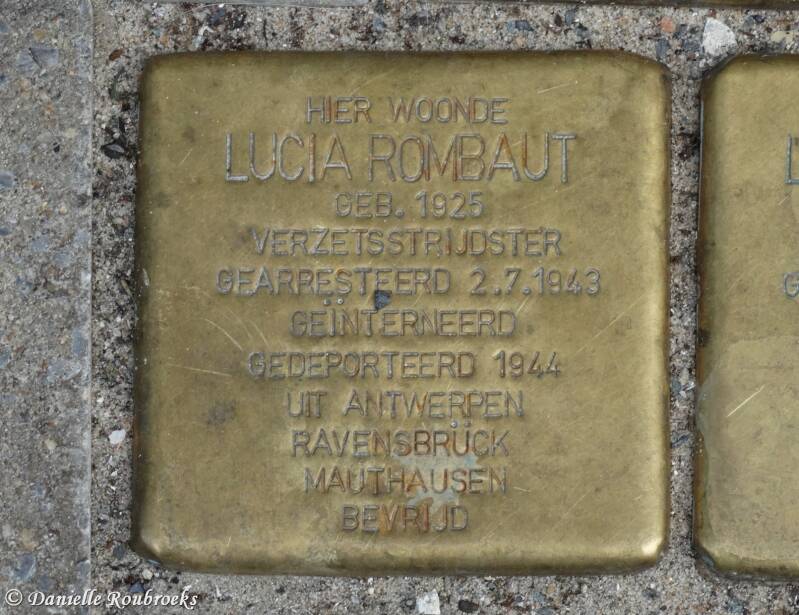 HIER WOONDE
LUCIA ROMBAUT
GEB. 1925
VERZETSSTRIJDSTER
GEARRESTEERD 2.7.1943
GEÏNTERNEERD
GEDEPORTEERD 1944
UIT ANTWERPEN
RAVENSBRÜCK
MAUTHAUSEN
BEVRIJD
© Danielle Roubroeks